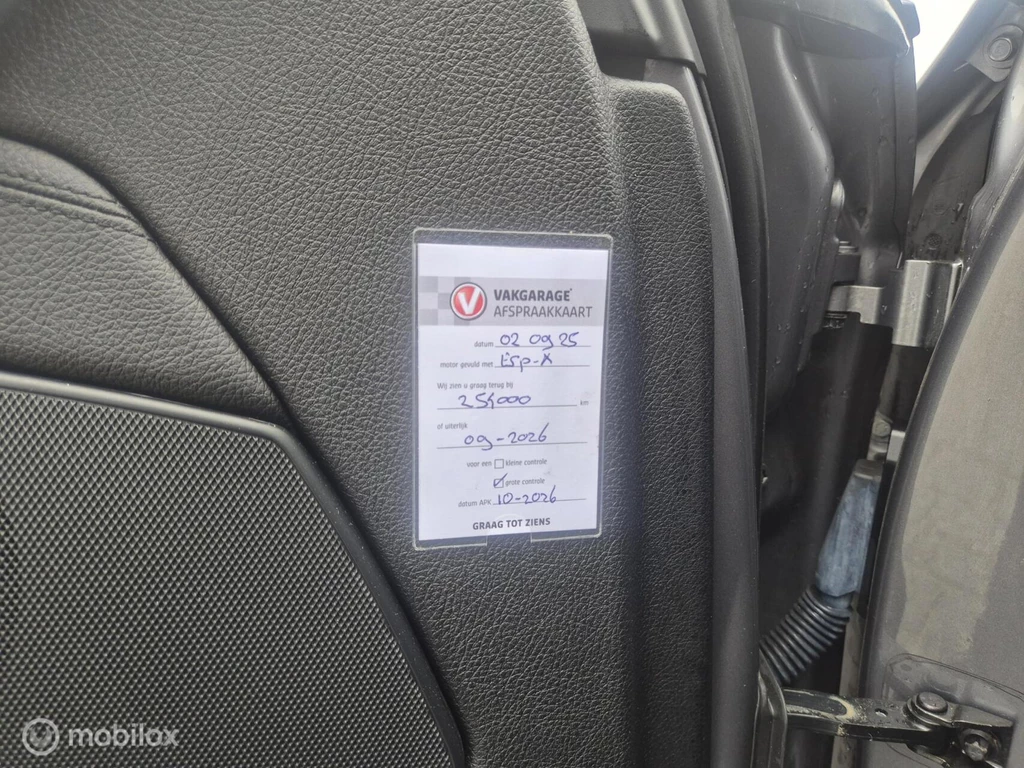 V VAKGARAGE
AFSPRAAKKAART
datum 02 09 25
motor gevuld met Esp-X
Wij zien u graag terug bij
254000 km
of uiterlijk
09-2026
voor een kleine controle
grote controle
datum APK 10-2026
GRAAG TOT ZIENS
mobilox